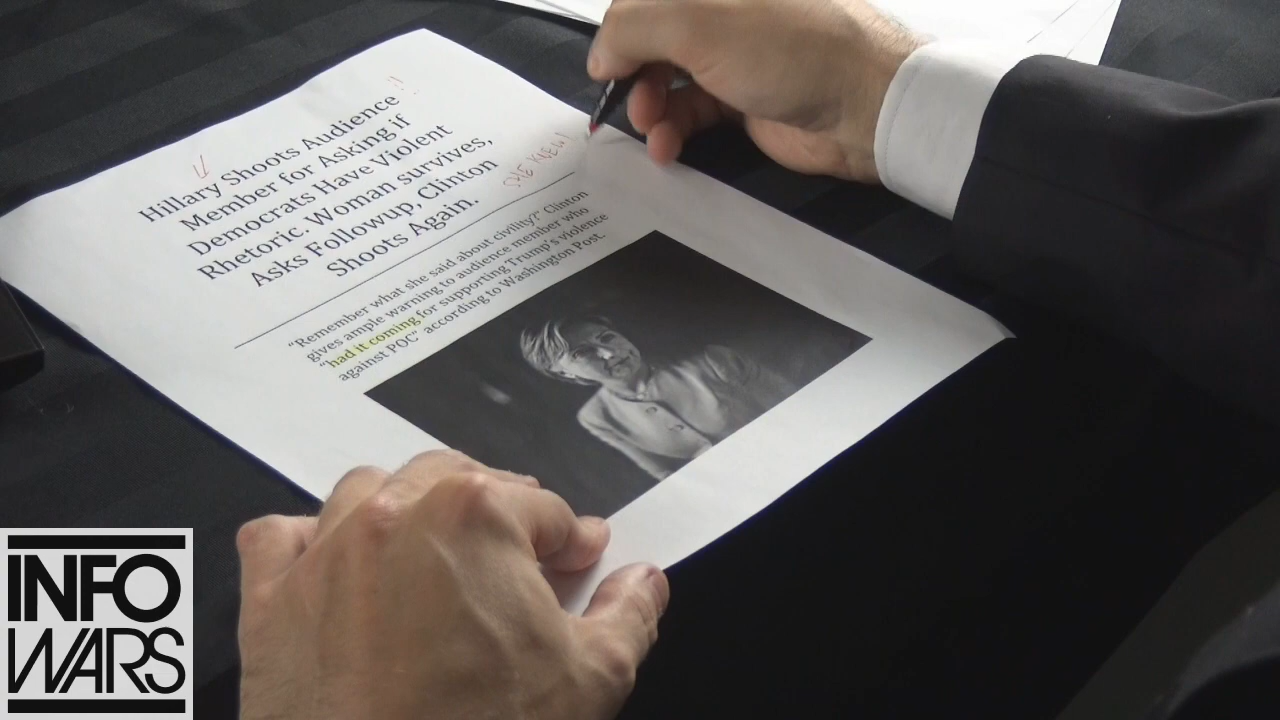 Hillary Shoots Audience !!
Member for Asking if
Democrats Have Violent
Rhetoric. Woman survives,
Asks Followup, Clinton
Shoots Again.
SHE KNEW!
"Remember what she said about civility?" Clinton
gives ample warning to audience member who
"had it coming for supporting Trump's violence
against POC" according to Washington Post.
INFO
WARS